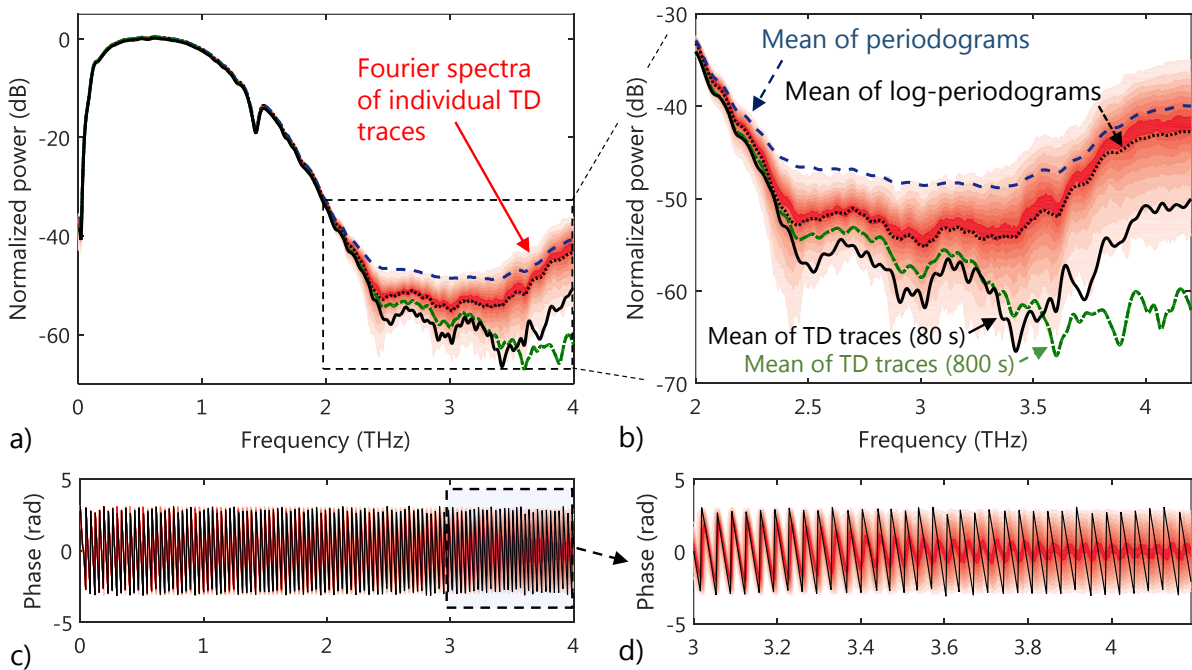 0
-20
-40
-60
Normalized power (dB)
Fourier spectra
of individual TD
traces
0
1
2
3
4
Frequency (THz)
a)
-30
-40
-50
-60
-70
Normalized power (dB)
Mean of periodograms
Mean of log-periodograms
Mean of TD traces (80 s)
Mean of TD traces (800 s)
2
2.5
3
3.5
4
Frequency (THz)
b)
5
0
-5
Phase (rad)
0
1
2
3
4
c)
5
0
-5
Phase (rad)
3
3.2
3.4
3.6
3.8
4
d)